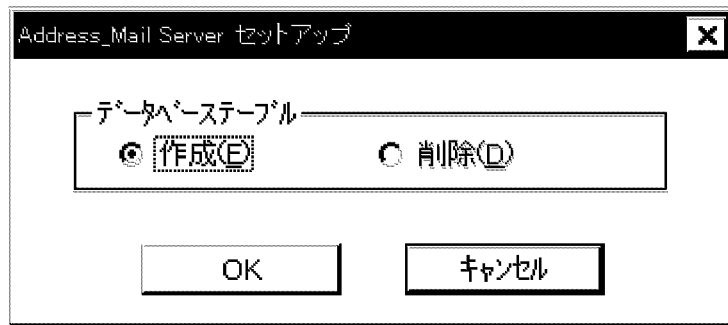 Address_Mail Server セットアップ
ﾃﾞｰﾀﾍﾞｰｽﾃｰﾌﾞﾙ
作成(E)
削除(D)
OK
ｷｬﾝｾﾙ